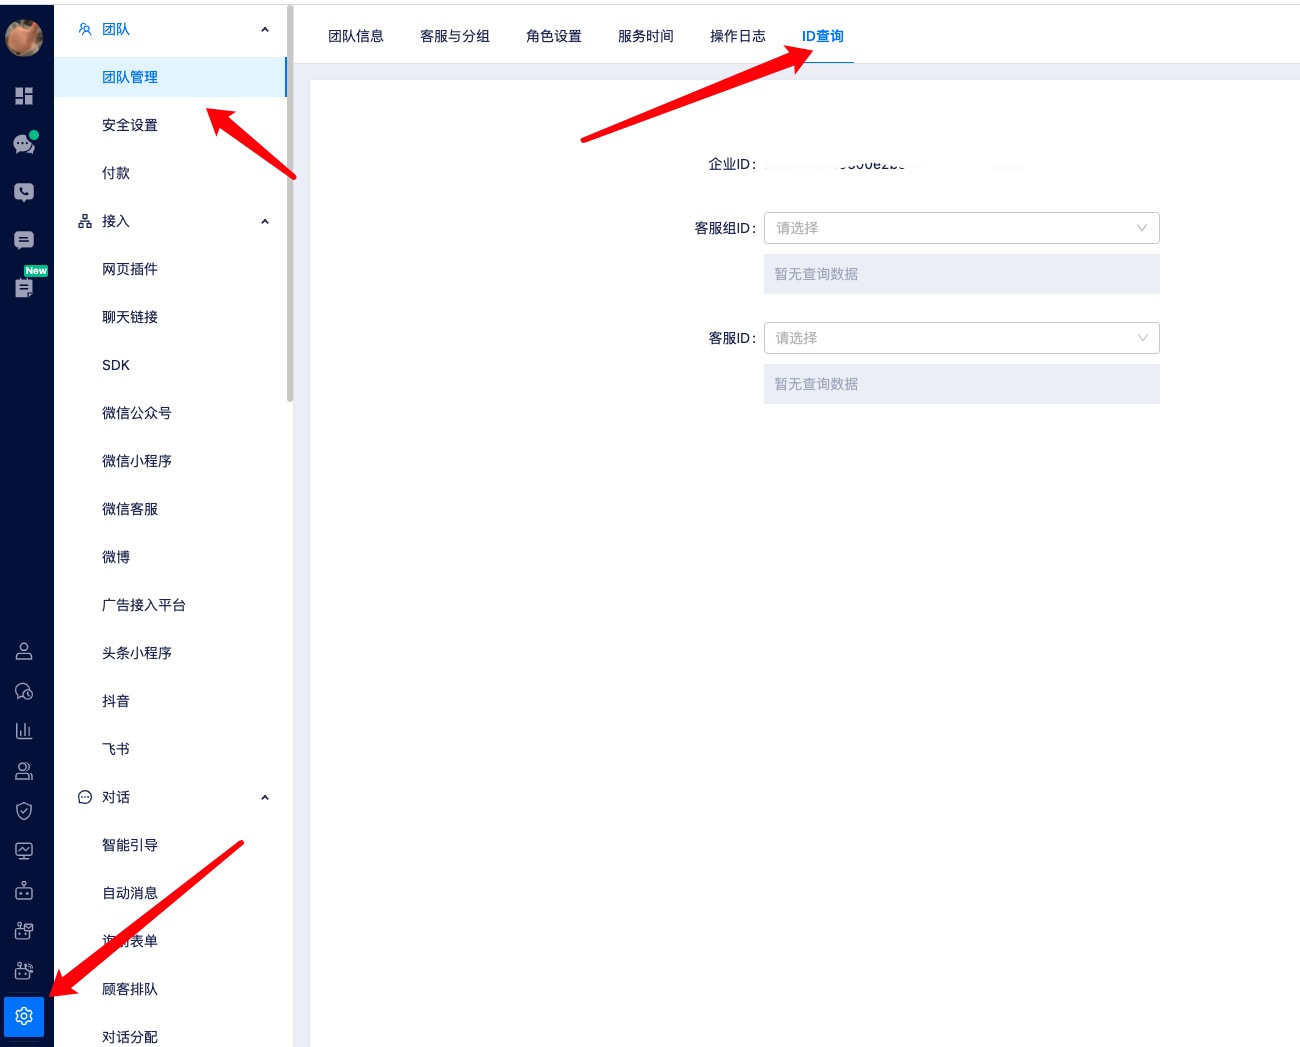 New
团队
团队管理
安全设置
付款
接入
网页插件
聊天链接
SDK
微信公众号
微信小程序
微信客服
微博
广告接入平台
头条小程序
抖音
飞书
对话
智能引导
自动消息
表单
顾客排队
对话分配
团队信息 客服与分组 角色设置 服务时间 操作日志 ID查询
企业ID：
客服组ID： 请选择
暂无查询数据
客服ID： 请选择
暂无查询数据